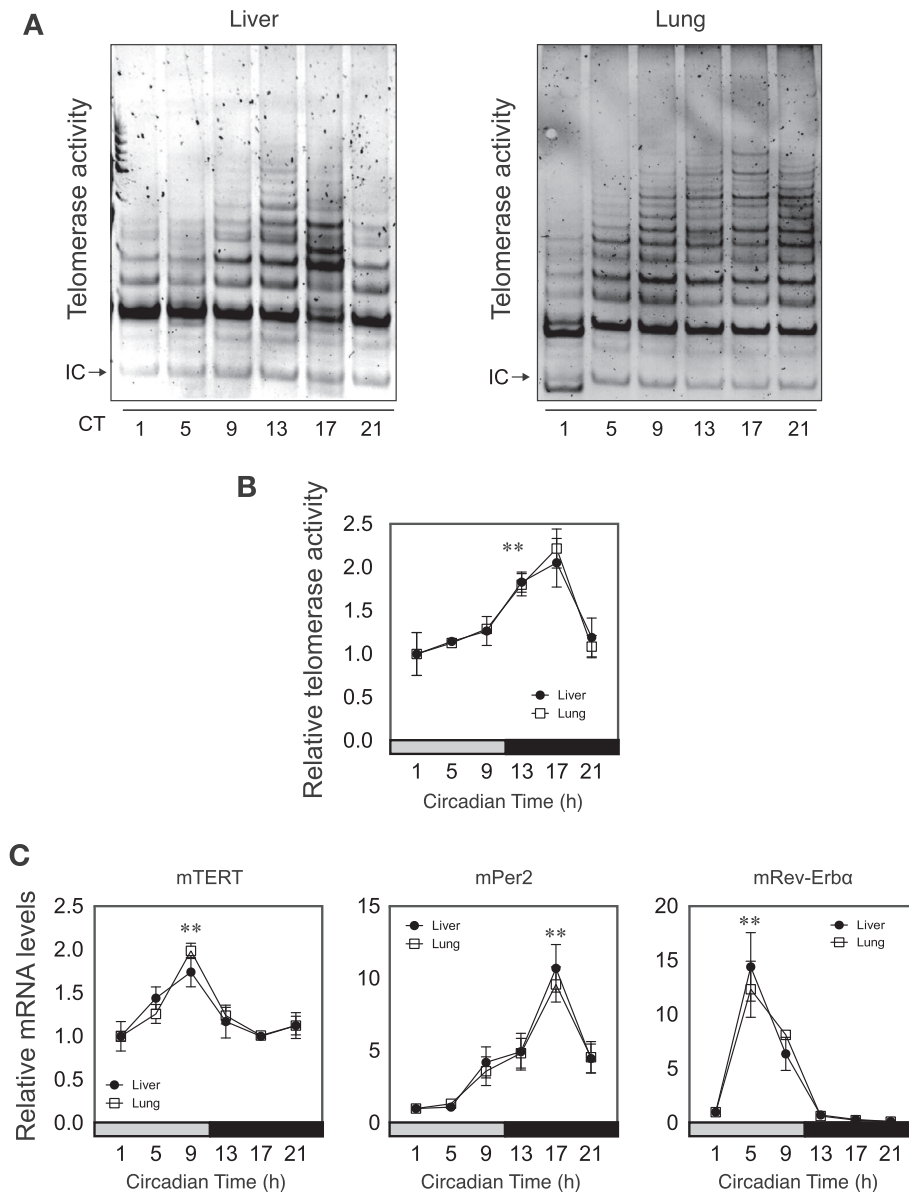 A
Liver
Lung
Telomerase activity
Telomerase activity
IC→
IC→
CT
1 5 9 13 17 21
1 5 9 13 17 21
B
Relative telomerase activity
2.5
2.0
1.5
1.0
0.5
0.0
**
Liver
Lung
1 5 9 13 17 21
Circadian Time (h)
C
Relative mRNA levels
mTERT
2.5
2.0
1.5
1.0
0.5
0.0
**
Liver
Lung
1 5 9 13 17 21
Circadian Time (h)
mPer2
15
10
5
0
Liver
Lung
**
1 5 9 13 17 21
Circadian Time (h)
mRev-Erbα
20
15
10
5
0
**
Liver
Lung
1 5 9 13 17 21
Circadian Time (h)